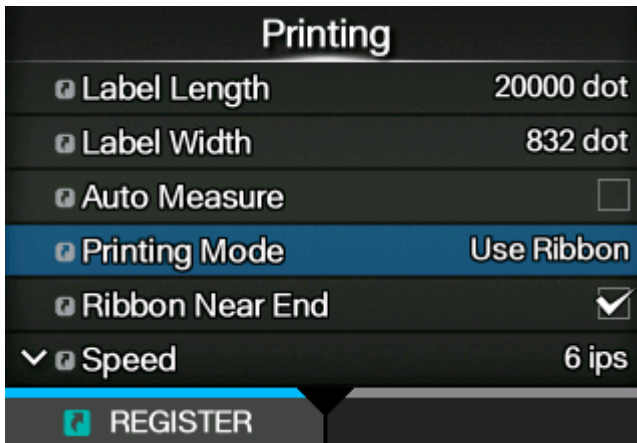 Printing
Label Length 20000 dot
Label Width 832 dot
Auto Measure
Printing Mode Use Ribbon
Ribbon Near End
Speed 6 ips
REGISTER